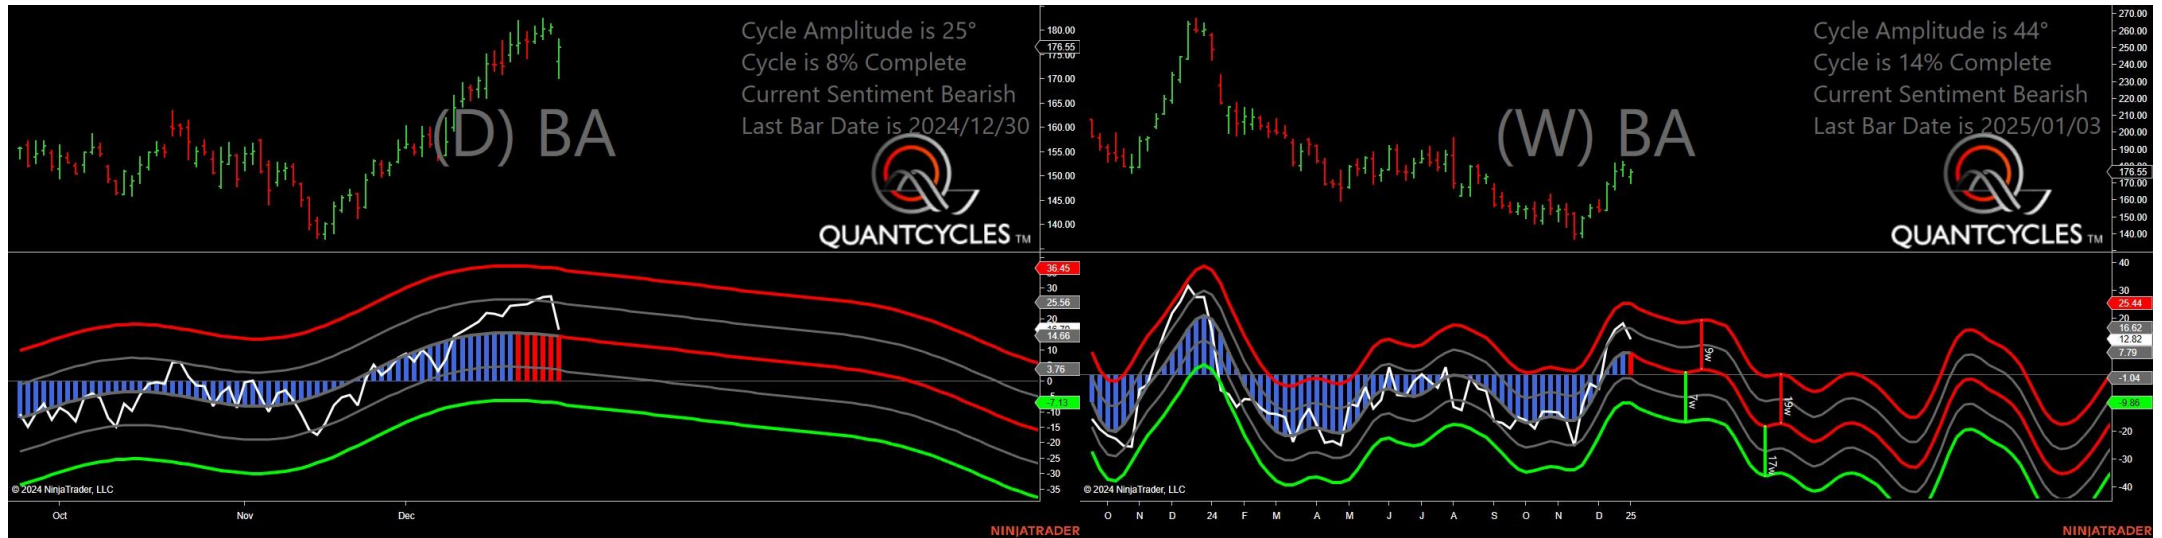 Cycle Amplitude is 25°
Cycle is 8% Complete
Current Sentiment Bearish
Last Bar Date is 2024/12/30
(D) BA
QUANTCYCLES TM
180.00
176.55
175.00
170.00
165.00
160.00
155.00
150.00
145.00
140.00
36.45
30
25.56
20
14.66
10
3.76
0
-7.13
-10
-15
-20
-25
-30
-35
© 2024 NinjaTrader, LLC
Oct Nov Dec
NINJATRADER
Cycle Amplitude is 44°
Cycle is 14% Complete
Current Sentiment Bearish
Last Bar Date is 2025/01/03
(W) BA
QUANTCYCLES TM
270.00
260.00
250.00
240.00
230.00
220.00
210.00
200.00
190.00
176.55
170.00
160.00
150.00
140.00
40
30
25.44
20
16.62
12.82
7.79
-1.04
-9.86
-20
-30
-40
9w
7w
19w
17w
© 2024 NinjaTrader, LLC
O N D 24 F M A M J J A S O N D 25
NINJATRADER